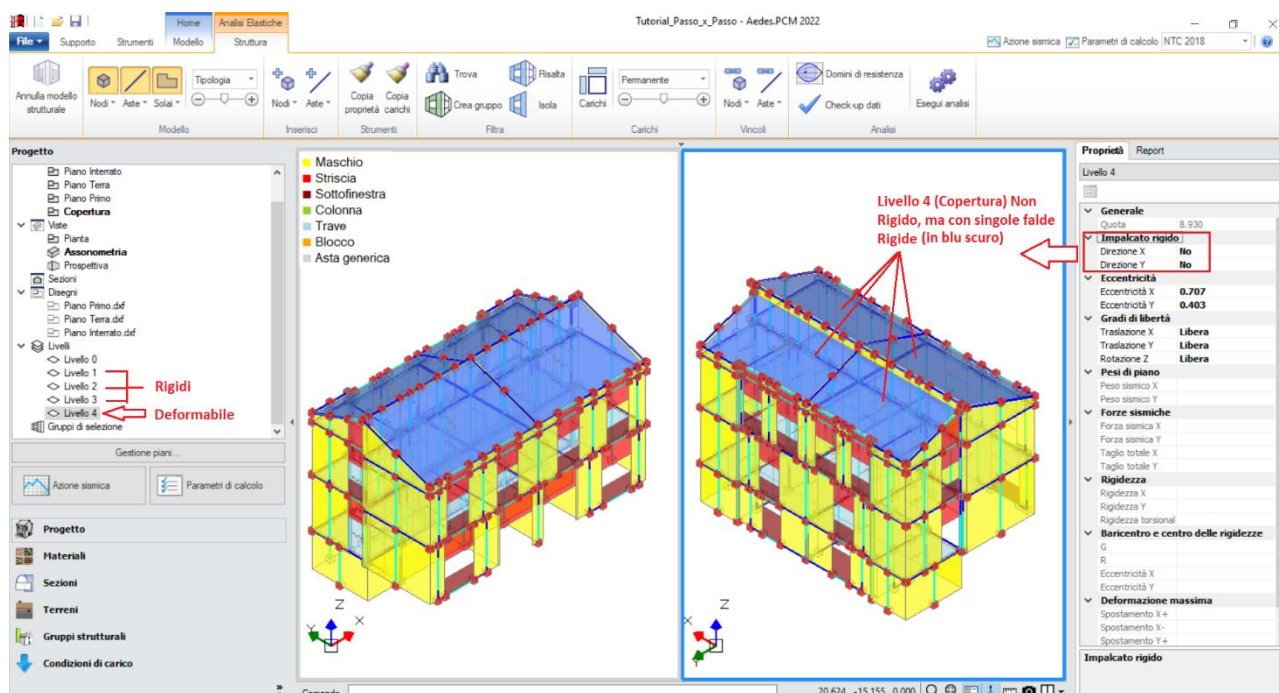 Tutorial_Passo_x_Passo - Aedes.PCM 2022
Home
Analisi Elastiche
File
Supporto
Strumenti
Modello
Struttura
Azione sismica
Parametri di calcolo
NTC 2018
Annulla modello
strutturale
Nodi
Aste
Solai
Tipologia
Modello
Nodi
Aste
Inserisci
Copia
proprietà
Copia
carichi
Strumenti
Trova
Crea gruppo
Risalta
Isola
Filtra
Carichi
Permanente
Carichi
Nodi
Aste
Vincoli
Domini di resistenza
Check-up dati
Esegui analisi
Analisi
Progetto
Piano Interrato
Piano Terra
Piano Primo
Copertura
Viste
Pianta
Assonometria
Prospettiva
Sezioni
Disegni
Piano Primo.dxf
Piano Terra.dxf
Piano Interrato.dxf
Livelli
Livello 0
Livello 1
Livello 2
Livello 3
Livello 4
Gruppi di selezione
Rigidi
Deformabile
Gestione piani...
Azione sismica
Parametri di calcolo
Progetto
Materiali
Sezioni
Terreni
Gruppi strutturali
Condizioni di carico
»
Maschio
Striscia
Sottofinestra
Colonna
Trave
Blocco
Asta generica
Z
X
Y
Livello 4 (Copertura) Non
Rigido, ma con singole falde
Rigide (in blu scuro)
Z
X
Y
Comando
20.624, -15.155, 0.000
Proprietà
Report
Livello 4
Generale
Quota 8.930
Impalcato rigido
Direzione X No
Direzione Y No
Eccentricità
Eccentricità X 0.707
Eccentricità Y 0.403
Gradi di libertà
Traslazione X Libera
Traslazione Y Libera
Rotazione Z Libera
Pesi di piano
Peso sismico X
Peso sismico Y
Forze sismiche
Forza sismica X
Forza sismica Y
Taglio totale X
Taglio totale Y
Rigidezza
Rigidezza X
Rigidezza Y
Rigidezza torsional
Baricentro e centro delle rigidezze
G
R
Eccentricità X
Eccentricità Y
Deformazione massima
Spostamento X+
Spostamento X-
Spostamento Y+
Impalcato rigido